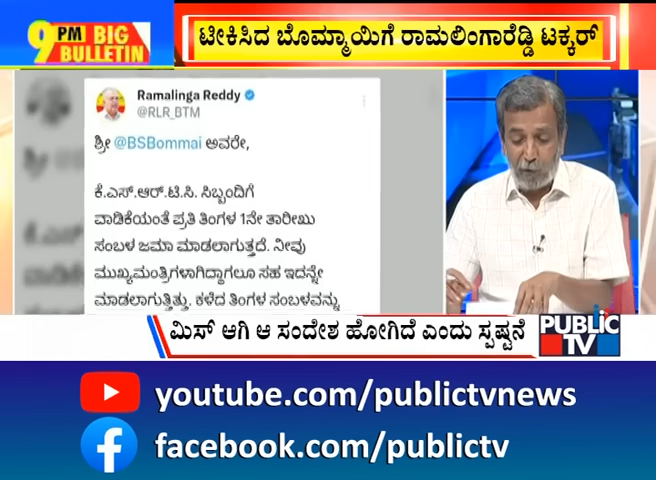 9 PM BIG
BULLETIN
ಟೀಕಿಸಿದ ಬೊಮ್ಮಾಯಿಗೆ ರಾಮಲಿಂಗಾರೆಡ್ಡಿ ಟಕ್ಕರ್
Ramalinga Reddy
@RLR_BTM
ಶ್ರೀ @BSBommai ಅವರೇ,
ಕೆ.ಎಸ್.ಆರ್.ಟಿ.ಸಿ. ಸಿಬ್ಬಂದಿಗೆ
ವಾಡಿಕೆಯಂತೆ ಪ್ರತಿ ತಿಂಗಳ 1ನೇ ತಾರೀಖು
ಸಂಬಳ ಜಮಾ ಮಾಡಲಾಗುತ್ತದೆ. ನೀವು
ಮುಖ್ಯಮಂತ್ರಿಗಳಾಗಿದ್ದಾಗಲೂ ಸಹ ಇದನ್ನೇ
ಮಾಡಲಾಗುತ್ತಿತ್ತು. ಕಳೆದ ತಿಂಗಳ ಸಂಬಳವನ್ನು
ಮಿಸ್ ಆಗಿ ಆ ಸಂದೇಶ ಹೋಗಿದೆ ಎಂದು ಸ್ಪಷ್ಟನೆ
PUBLIC
TV
youtube.com/publictvnews
facebook.com/publictv